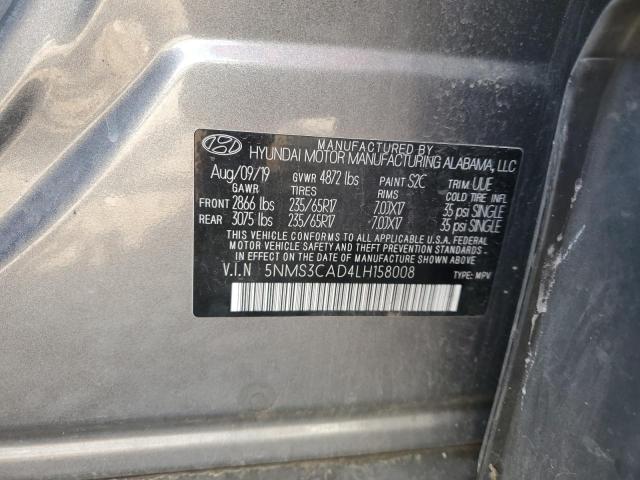 MANUFACTURED BY
HYUNDAI MOTOR MANUFACTURING ALABAMA, LLC
Aug/09/19 GVWR 4872 lbs PAINT S2C TRIM: UUE
GAWR TIRES RIMS COLD TIRE INFL
FRONT 2866 lbs 235/65R17 7.0JX17 35 psi SINGLE
REAR 3075 lbs 235/65R17 7.0JX17 35 psi SINGLE
THIS VEHICLE CONFORMS TO ALL APPLICABLE U.S.A. FEDERAL
MOTOR VEHICLE SAFETY AND THEFT PREVENTION STANDARDS
IN EFFECT ON THE DATE OF MANUFACTURE SHOWN ABOVE.
V.I.N 5NMS3CAD4LH158008 TYPE: MPV